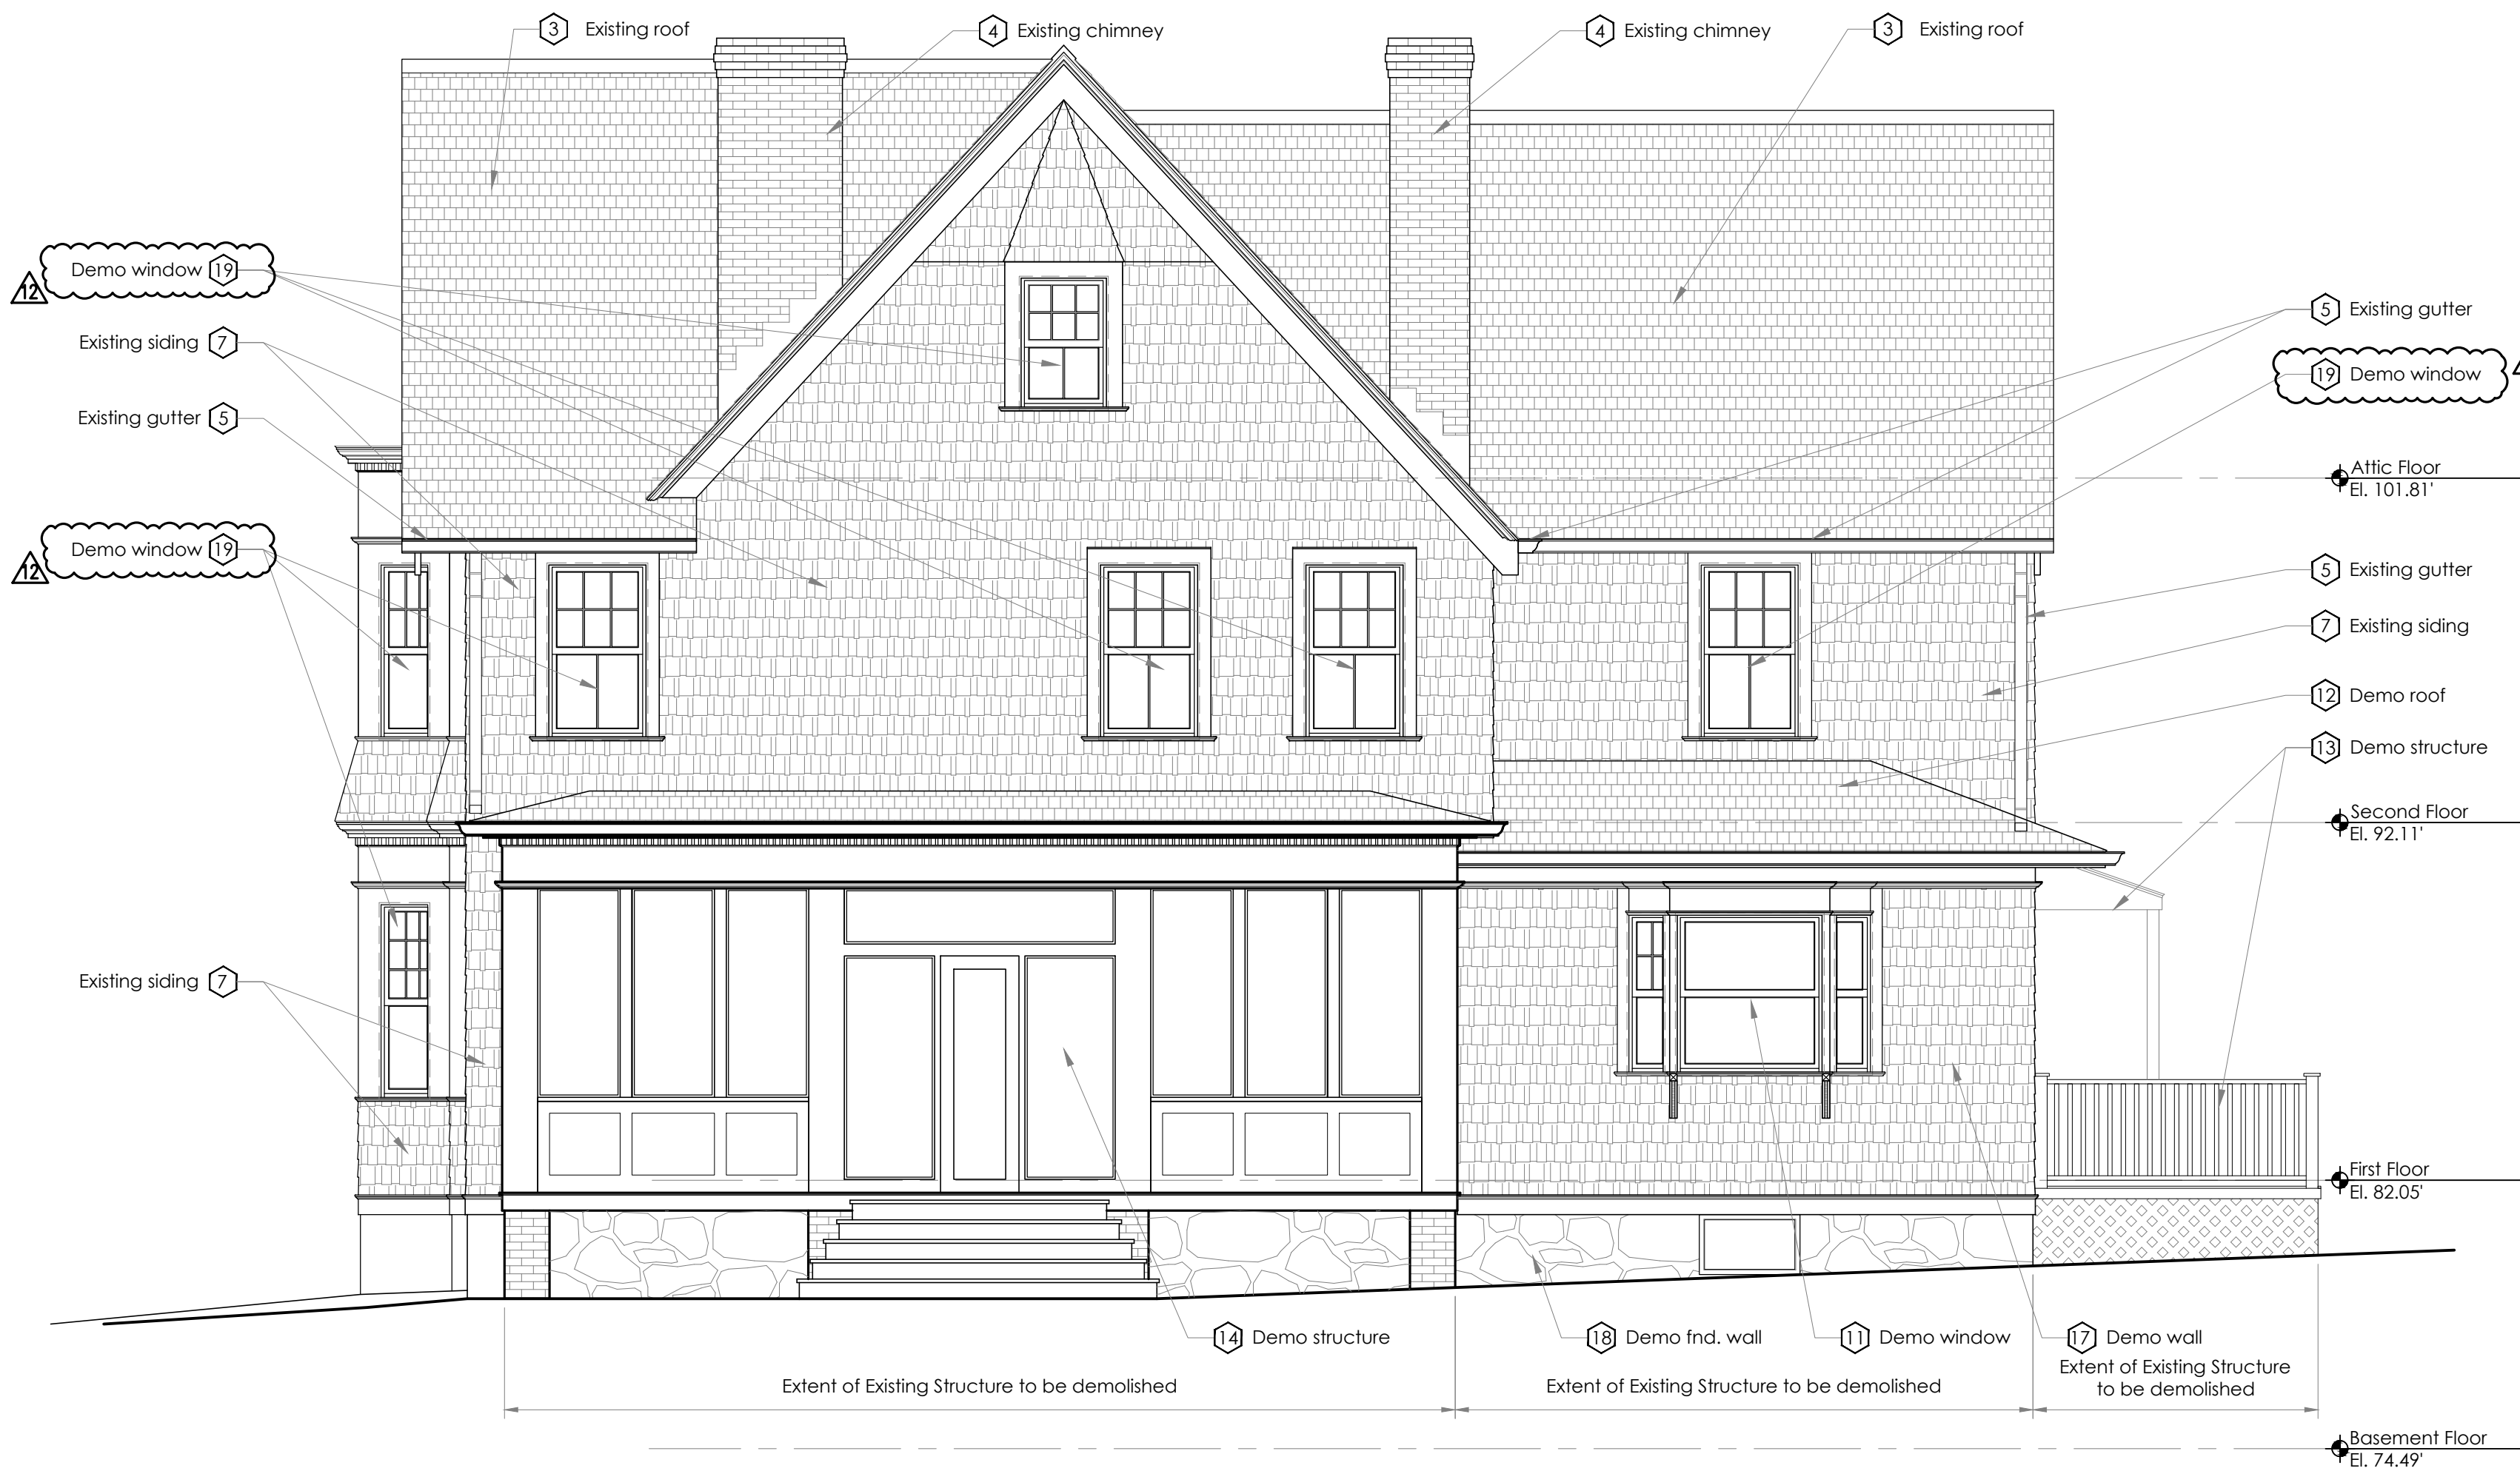 3 Existing roof
4 Existing chimney
4 Existing chimney
3 Existing roof
Demo window 19
12
Existing siding 7
Existing gutter 5
5 Existing gutter
19 Demo window
Attic Floor
El. 101.81'
Demo window 19
12
5 Existing gutter
7 Existing siding
12 Demo roof
13 Demo structure
Second Floor
El. 92.11'
Existing siding 7
First Floor
El. 82.05'
14 Demo structure
18 Demo fnd. wall
11 Demo window
17 Demo wall
Extent of Existing Structure to be demolished
Extent of Existing Structure to be demolished
Extent of Existing Structure
to be demolished
Basement Floor
El. 74.49'